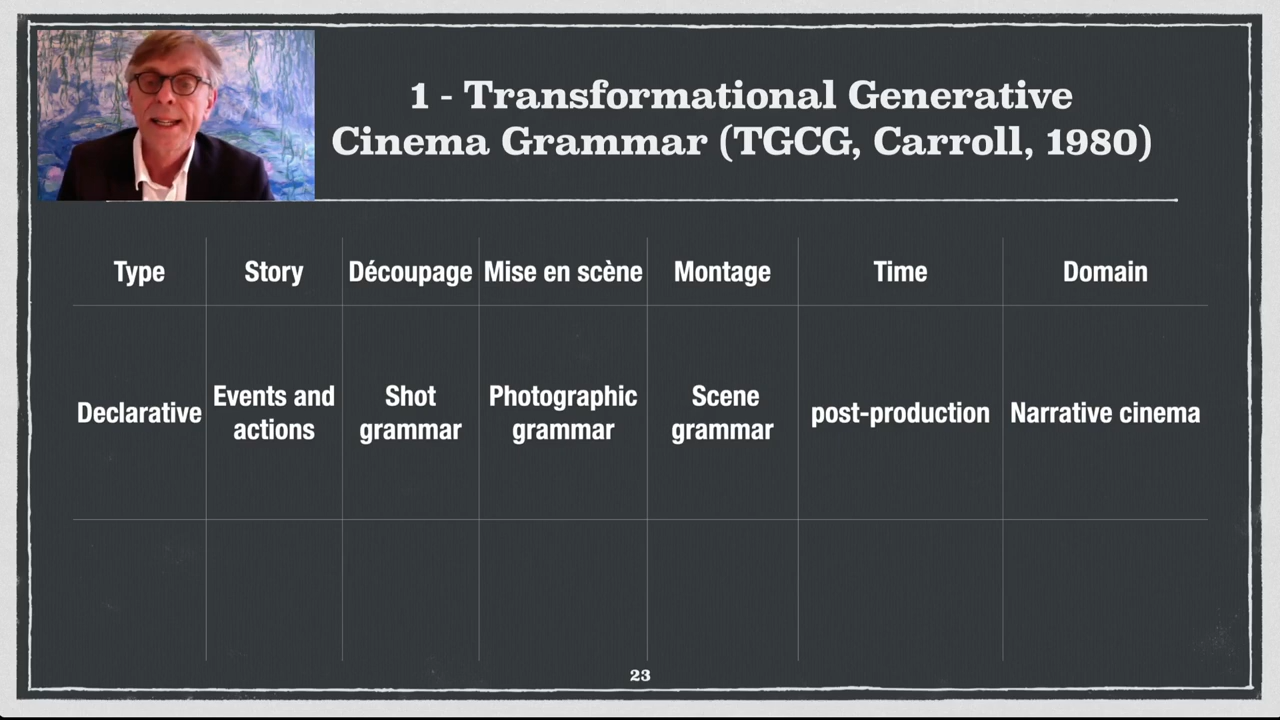 1 - Transformational Generative
Cinema Grammar (TGCG, Carroll, 1980)
Type
Story
Découpage
Mise en scène
Montage
Time
Domain
Declarative
Events and
actions
Shot
grammar
Photographic
grammar
Scene
grammar
post-production
Narrative cinema
23